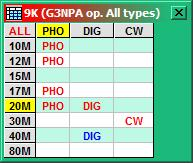 9K (G3NPA op. All types)
ALL PHO DIG CW
10M PHO
12M PHO
15M
17M PHO
20M PHO DIG
30M CW
40M DIG
80M